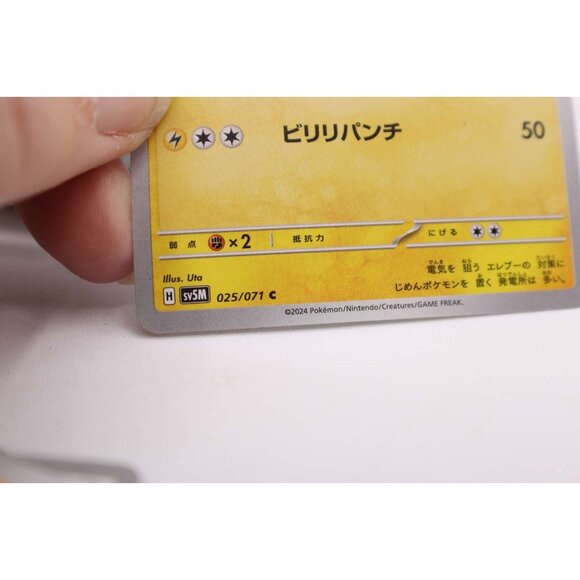 ビリリパンチ 50
弱点 ×2 抵抗力 にげる
Illus. Uta
電気を 狙う エレブーの 対策に
じめんポケモンを 置く 発電所は 多い。
H SV5M 025/071 C
©2024 Pokémon/Nintendo/Creatures/GAME FREAK.